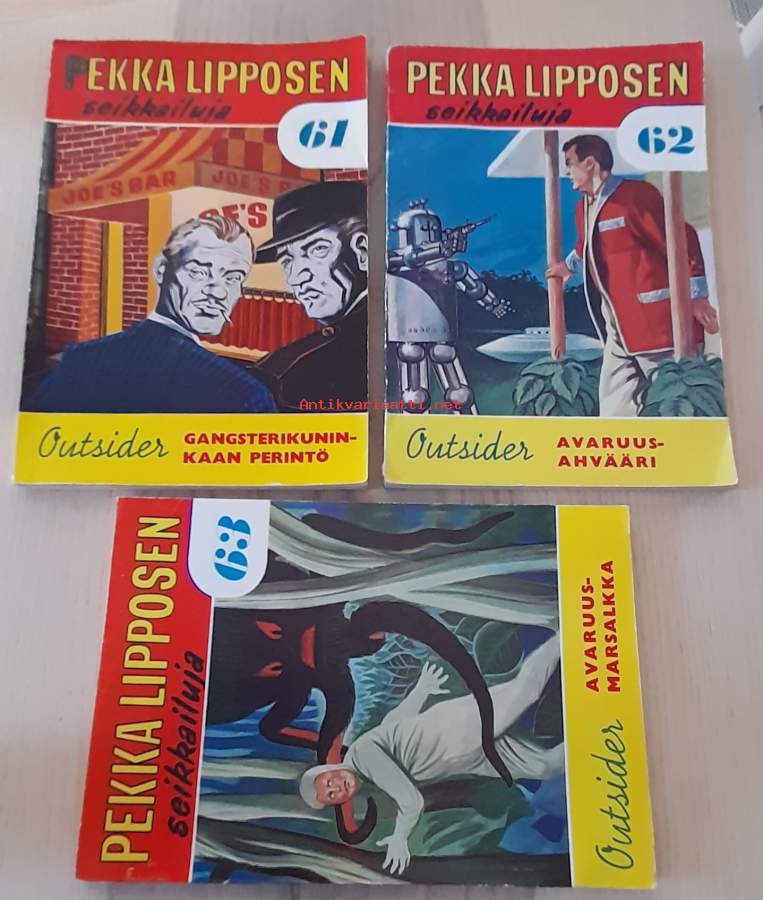 PEKKA LIPPOSEN
seikkailuja
61
JOE'S BAR
JOE'S B
OE'S
Outsider
GANGSTERIKUNIN-
KAAN PERINTÖ
PEKKA LIPPOSEN
seikkailuja
62
Outsider
AVARUUS-
AHVÄÄRI
Antikvariaatti.net
PEKKA LIPPOSEN
seikkailuja
63
Outsider
AVARUUS-
MARSALKKA